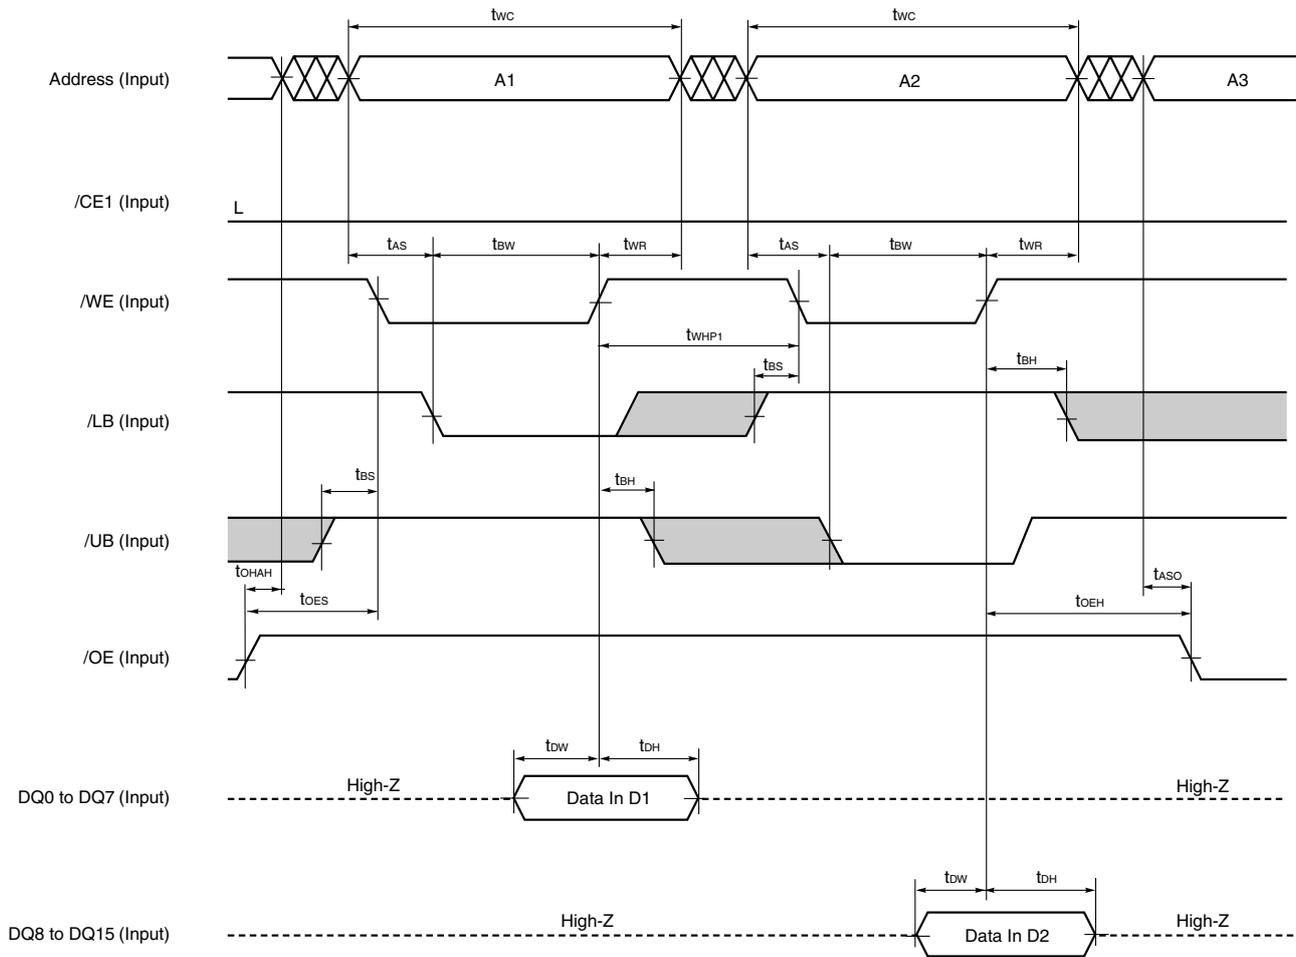 tWC tWC
Address (Input) A1 A2 A3
/CE1 (Input) L
tAS tBW tWR tAS tBW tWR
/WE (Input)
tWHP1
tBS tBH
/LB (Input)
tBS tBH
/UB (Input)
tOHAH tASO
tOES tOEH
/OE (Input)
tDW tDH
DQ0 to DQ7 (Input) High-Z Data In D1 High-Z
tDW tDH
DQ8 to DQ15 (Input) High-Z Data In D2 High-Z